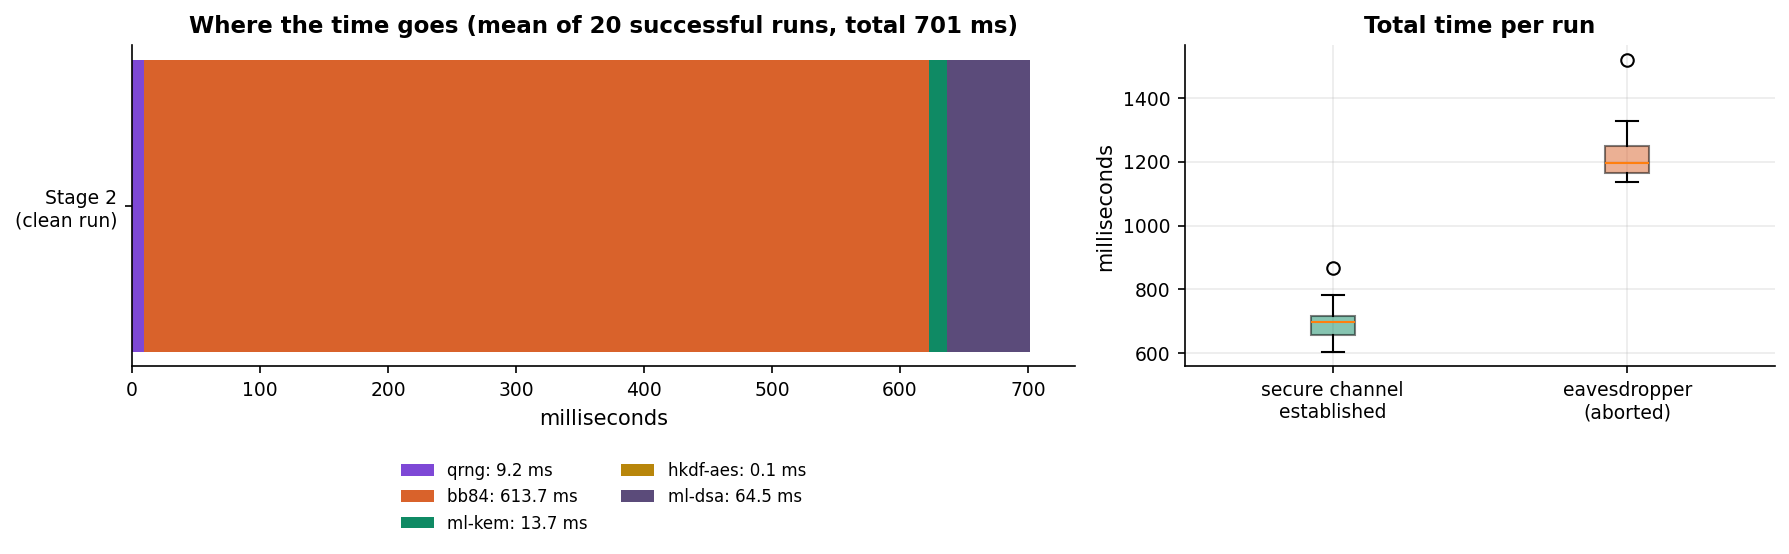 Where the time goes (mean of 20 successful runs, total 701 ms)
Stage 2
(clean run)
0 100 200 300 400 500 600 700
milliseconds
qrng: 9.2 ms
bb84: 613.7 ms
ml-kem: 13.7 ms
hkdf-aes: 0.1 ms
ml-dsa: 64.5 ms
Total time per run
milliseconds
1400
1200
1000
800
600
secure channel
established
eavesdropper
(aborted)